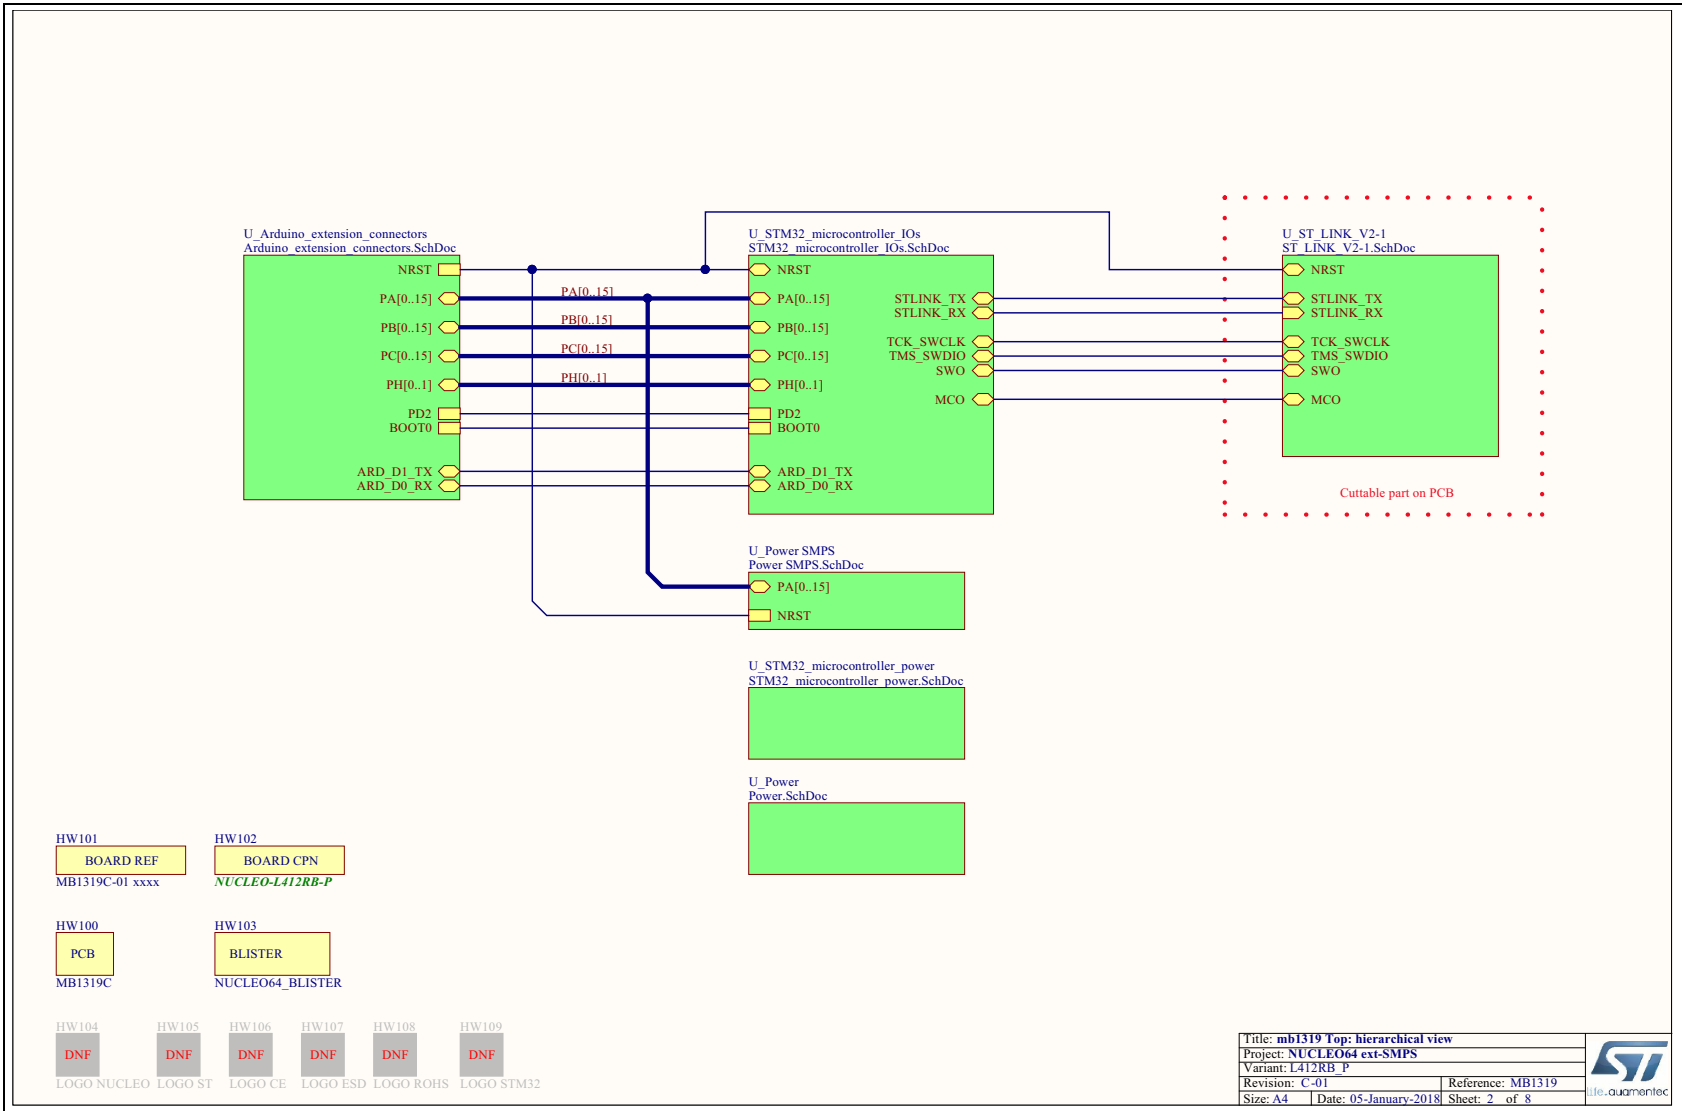 U_Arduino_extension_connectors
Arduino_extension_connectors.SchDoc
NRST
PA[0..15]
PB[0..15]
PC[0..15]
PH[0..1]
PD2
BOOT0
ARD_D1_TX
ARD_D0_RX
PA[0..15]
PB[0..15]
PC[0..15]
PH[0..1]
U_STM32_microcontroller_IOs
STM32_microcontroller_IOs.SchDoc
NRST
PA[0..15]
PB[0..15]
PC[0..15]
PH[0..1]
PD2
BOOT0
ARD_D1_TX
ARD_D0_RX
STLINK_TX
STLINK_RX
TCK_SWCLK
TMS_SWDIO
SWO
MCO
U_ST_LINK_V2-1
ST_LINK_V2-1.SchDoc
NRST
STLINK_TX
STLINK_RX
TCK_SWCLK
TMS_SWDIO
SWO
MCO
Cuttable part on PCB
U_Power SMPS
Power SMPS.SchDoc
PA[0..15]
NRST
U_STM32_microcontroller_power
STM32_microcontroller_power.SchDoc
U_Power
Power.SchDoc
HW101
BOARD REF
MB1319C-01 xxxx
HW102
BOARD CPN
NUCLEO-L412RB-P
HW100
PCB
MB1319C
HW103
BLISTER
NUCLEO64_BLISTER
HW104
DNF
LOGO NUCLEO
HW105
DNF
LOGO ST
HW106
DNF
LOGO CE
HW107
DNF
LOGO ESD
HW108
DNF
LOGO ROHS
HW109
DNF
LOGO STM32
Title: mb1319 Top: hierarchical view
Project: NUCLEO64 ext-SMPS
Variant: L412RB_P
Revision: C-01
Reference: MB1319
Size: A4
Date: 05-January-2018
Sheet: 2 of 8
ST
life.augmented